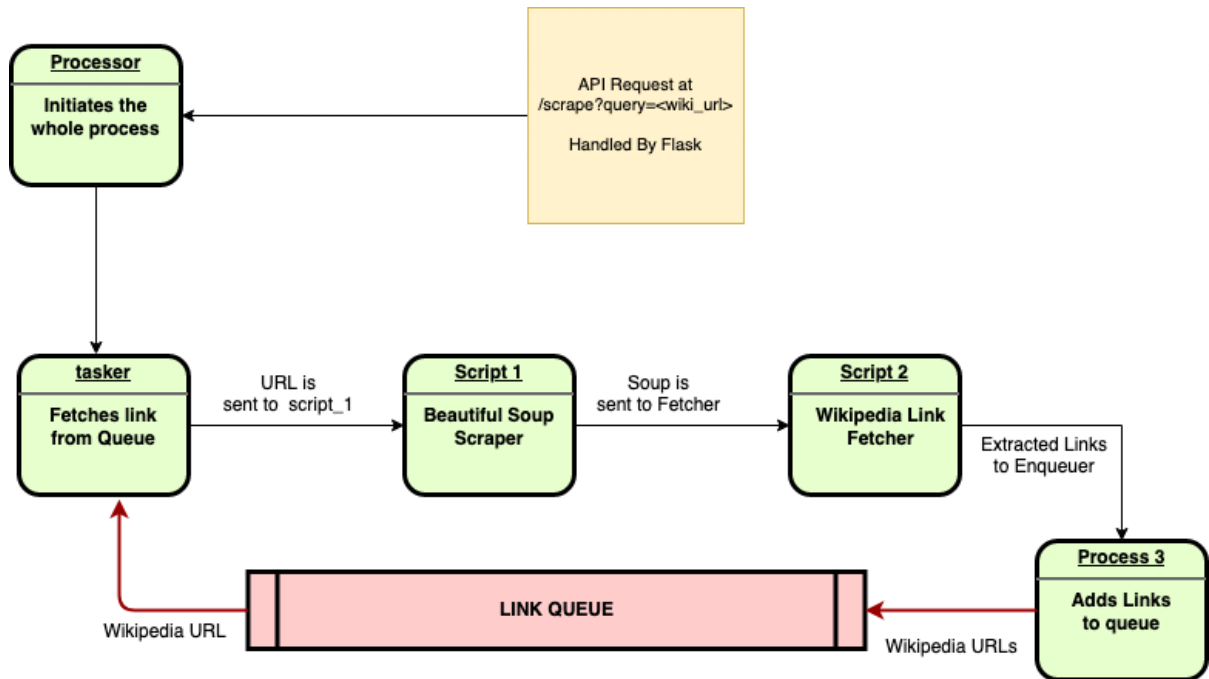 Processor
Initiates the
whole process
API Request at
/scrape?query=<wiki_url>
Handled By Flask
tasker
Fetches link
from Queue
URL is
sent to script_1
Script 1
Beautiful Soup
Scraper
Soup is
sent to Fetcher
Script 2
Wikipedia Link
Fetcher
Extracted Links
to Enqueuer
Process 3
Adds Links
to queue
Wikipedia URLs
LINK QUEUE
Wikipedia URL